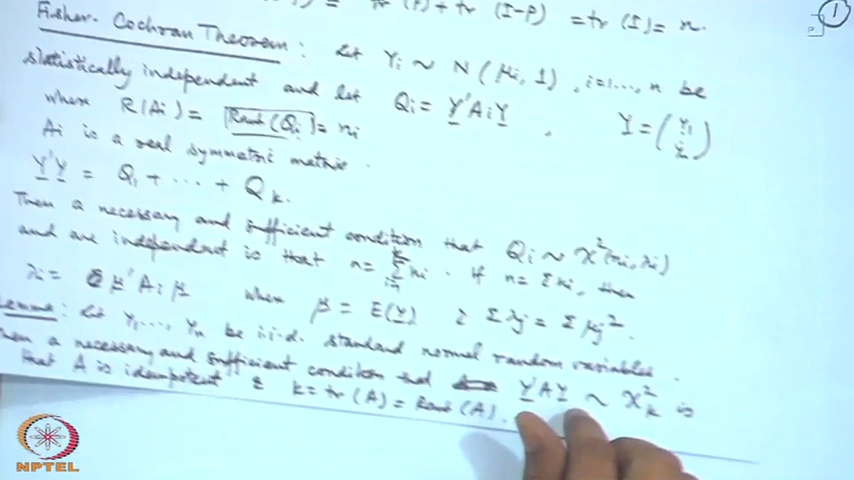 tr (P) + tr (I-P) = tr (I) = n.
1
Fisher-Cochran Theorem : Let Yi ~ N(μi, 1), i=1,..., n be
statistically independent and let Qi = Y'AiY , Y = (Y1 : Yn)
where R(Ai) = Rank(Qi) = ni
Ai is a real symmetric matrix.
Y'Y = Q1 + ... + Qk.
Then a necessary and sufficient condition that Qi ~ χ²(ni, λi)
and are independent is that n = Σ ni . If n = Σni, then
λi = μ'Aiμ where μ = E(Y) & Σλj = Σμj².
Lemma : Let Y1, ..., Yn be i.i.d. standard normal random variables.
Then a necessary and sufficient condition that Y'AY ~ χ²k is
that A is idempotent & k = tr(A) = Rank(A).
NPTEL